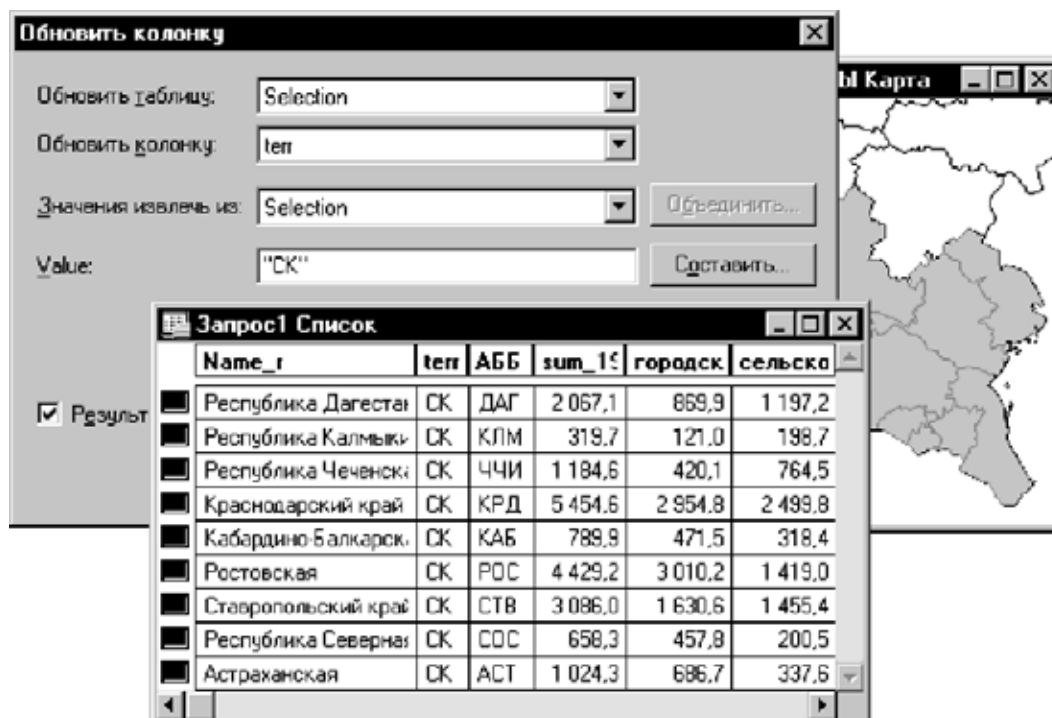 Обновить колонку
Обновить таблицу: Selection
Обновить колонку: terr
Значения извлечь из: Selection Объединить...
Value: "СК" Составить...
Результ
Ы Карта
Запрос1 Список
Name_r terr АББ sum_19 городск сельско
Республика Дагестан СК ДАГ 2 067,1 869,9 1 197,2
Республика Калмыки СК КЛМ 319,7 121,0 198,7
Республика Чеченска СК ЧЧИ 1 184,6 420,1 764,5
Краснодарский край СК КРД 5 454,6 2 954,8 2 499,8
Кабардино-Балкарск СК КАБ 789,9 471,5 318,4
Ростовская СК РОС 4 429,2 3 010,2 1 419,0
Ставропольский край СК СТВ 3 086,0 1 630,6 1 455,4
Республика Северная СК СОС 658,3 457,8 200,5
Астраханская СК АСТ 1 024,3 686,7 337,6